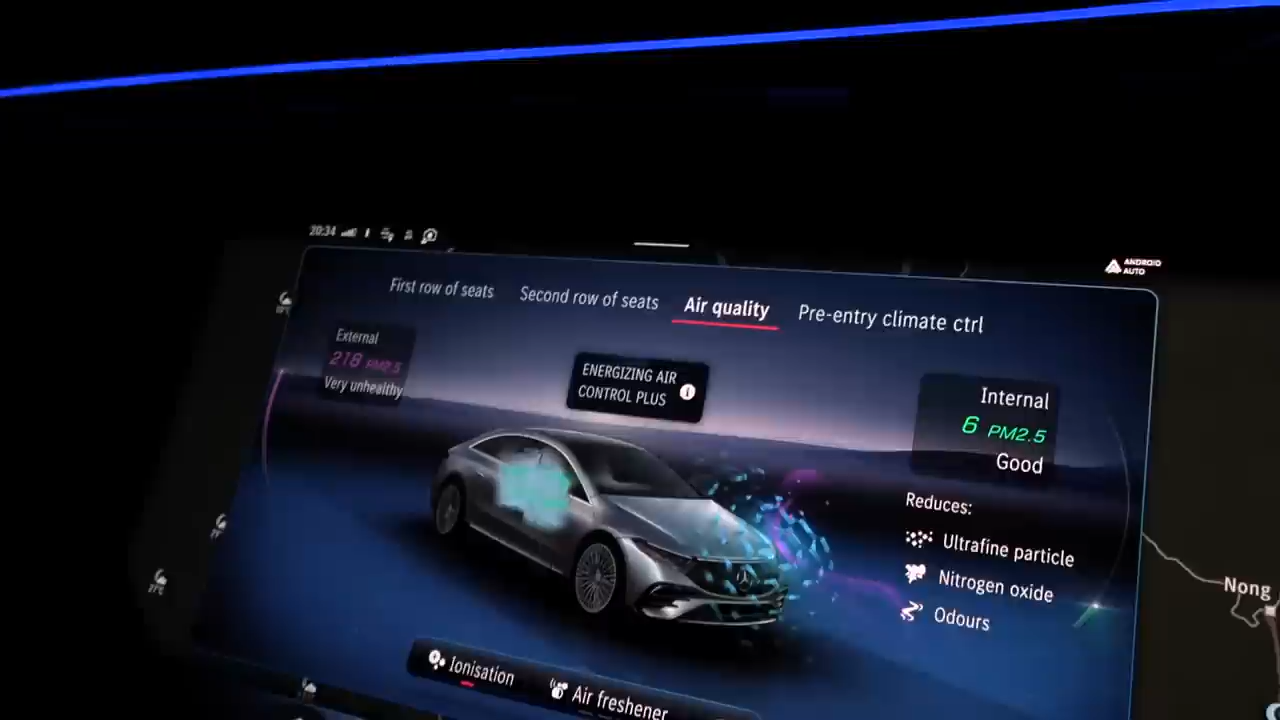 20:34
ANDROID
AUTO
First row of seats
Second row of seats
Air quality
Pre-entry climate ctrl
External
218 PM2.5
Very unhealthy
ENERGIZING AIR
CONTROL PLUS
Internal
6 PM2.5
Good
Reduces:
Ultrafine particle
Nitrogen oxide
Odours
Nong
Ionisation
Air freshener